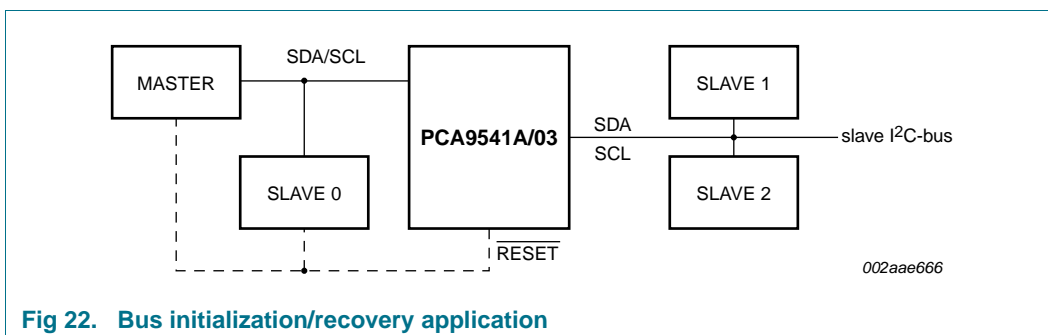 SDA/SCL
MASTER
SLAVE 1
PCA9541A/03
SDA
SCL
slave I²C-bus
SLAVE 0
SLAVE 2
RESET
002aae666
Fig 22. Bus initialization/recovery application